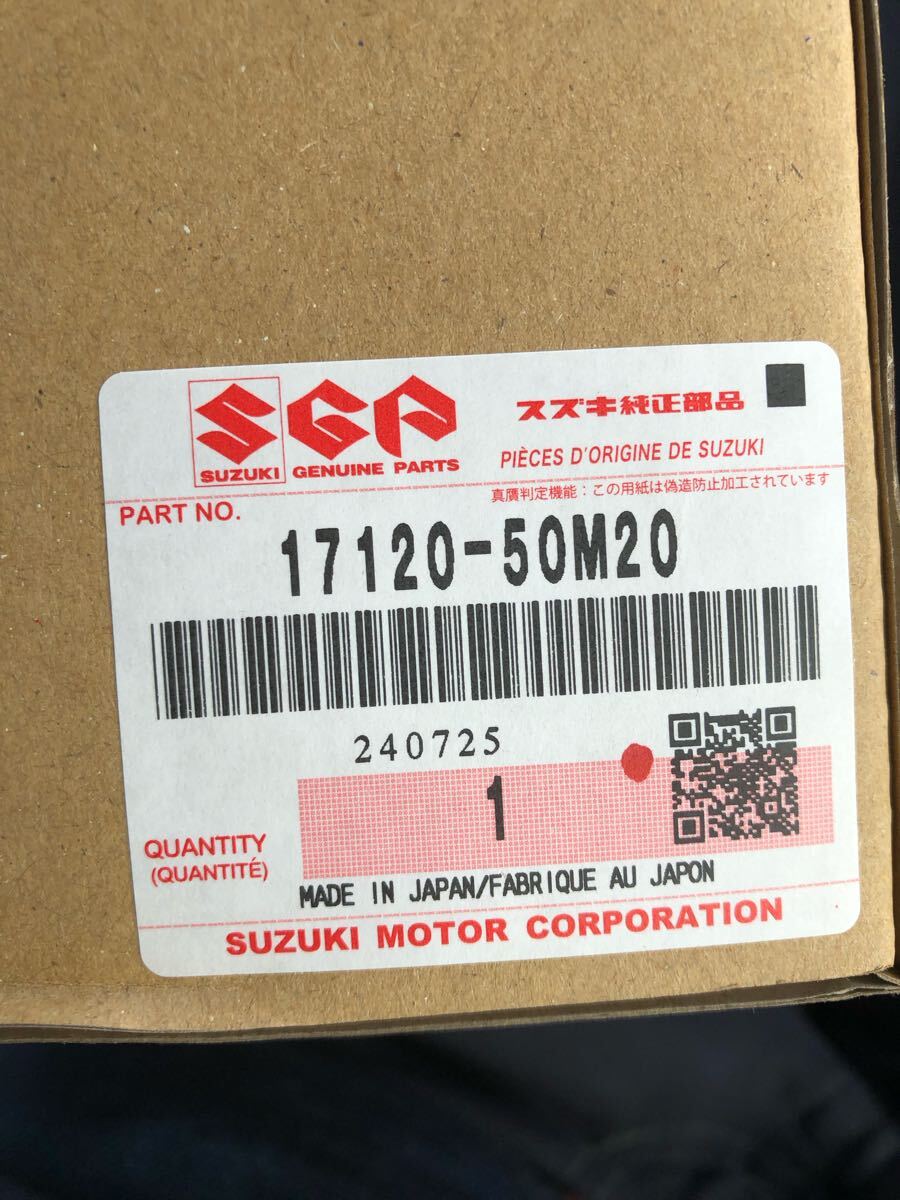 SUZUKI
SGP
GENUINE PARTS
スズキ純正部品
PIÈCES D'ORIGINE DE SUZUKI
真贋判定機能：この用紙は偽造防止加工されています
PART NO.
17120-50M20
240725
1
QUANTITY
(QUANTITÉ)
MADE IN JAPAN/FABRIQUE AU JAPON
SUZUKI MOTOR CORPORATION